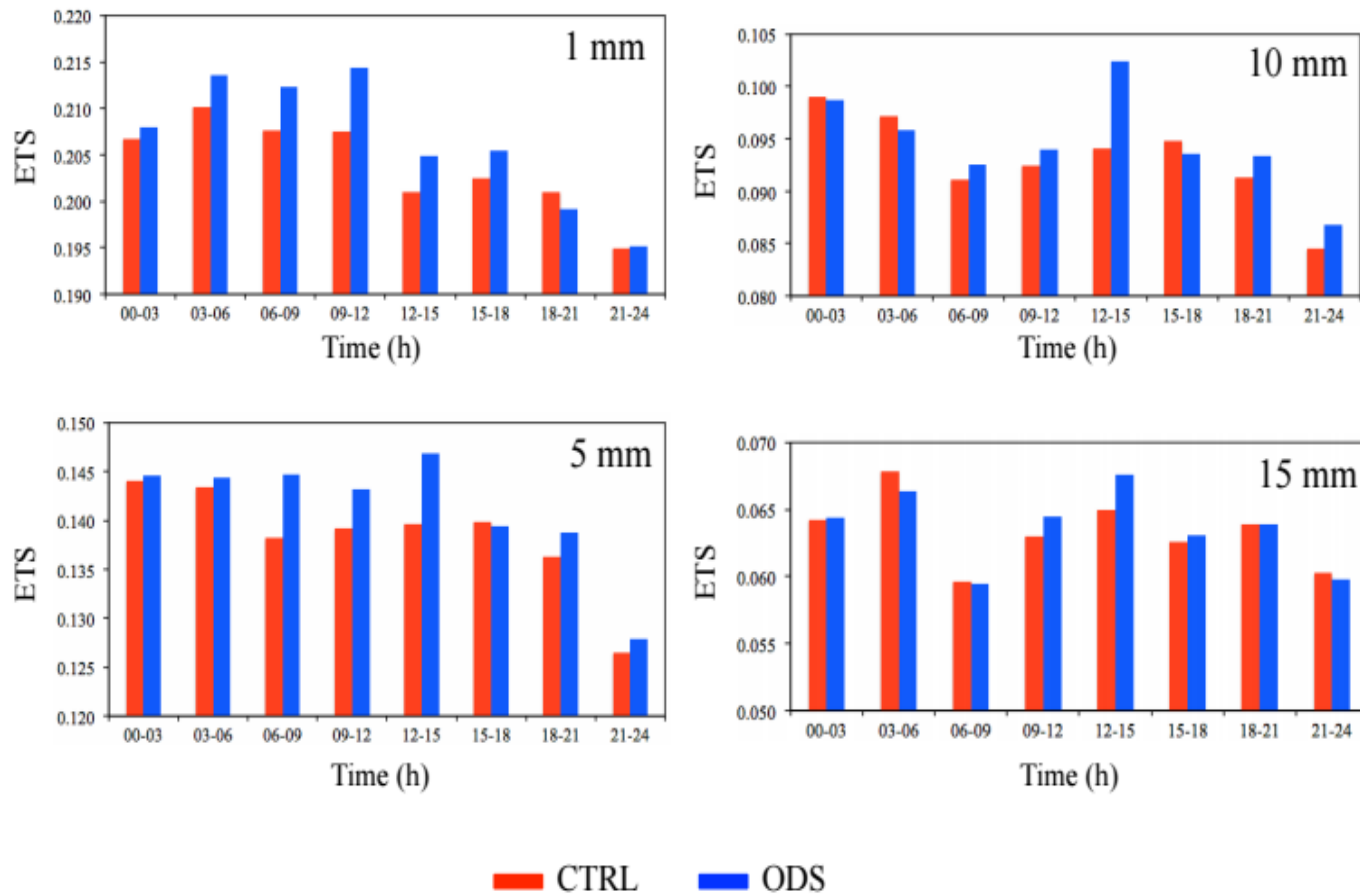 1 mm
ETS
0.220
0.215
0.210
0.205
0.200
0.195
0.190
00-03 03-06 06-09 09-12 12-15 15-18 18-21 21-24
Time (h)
10 mm
ETS
0.105
0.100
0.095
0.090
0.085
0.080
00-03 03-06 06-09 09-12 12-15 15-18 18-21 21-24
Time (h)
5 mm
ETS
0.150
0.145
0.140
0.135
0.130
0.125
0.120
00-03 03-06 06-09 09-12 12-15 15-18 18-21 21-24
Time (h)
15 mm
ETS
0.070
0.065
0.060
0.055
0.050
00-03 03-06 06-09 09-12 12-15 15-18 18-21 21-24
Time (h)
CTRL ODS